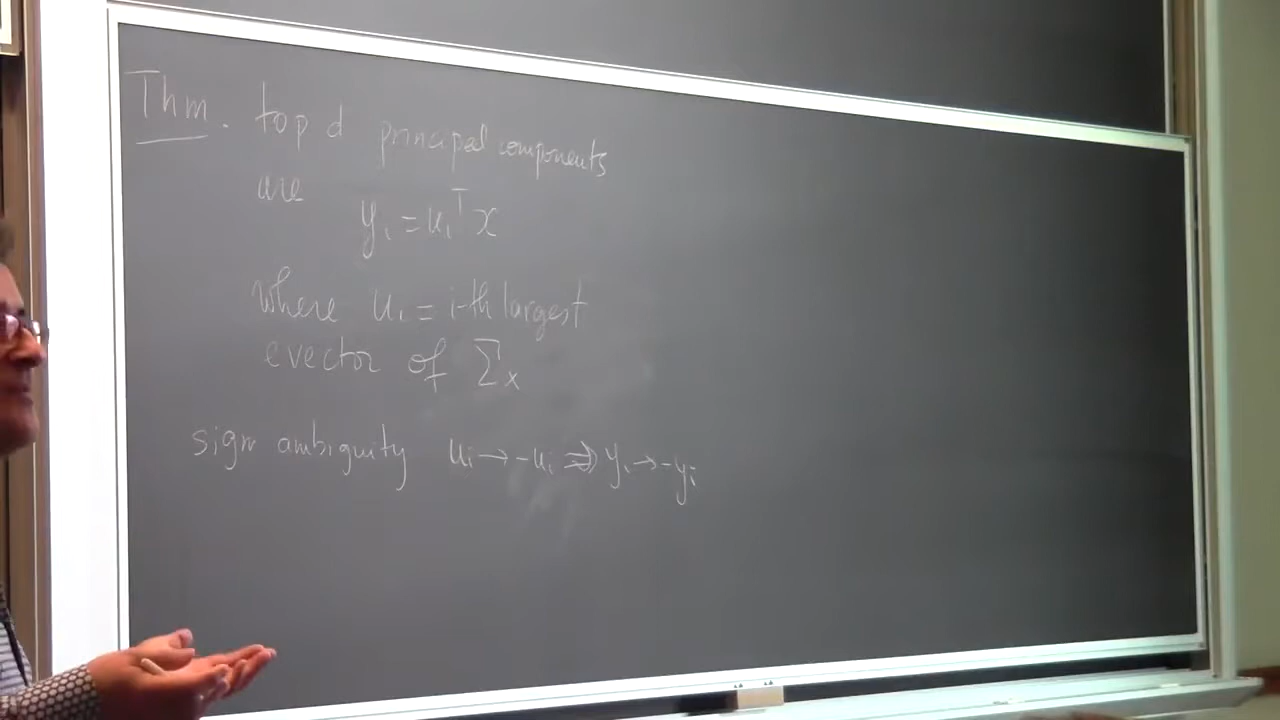 Thm. top d principal components
are y_i = u_i^T x
where u_i = i-th largest
evector of Σ_x
sign ambiguity u_i → -u_i ⇒ y_i → -y_i